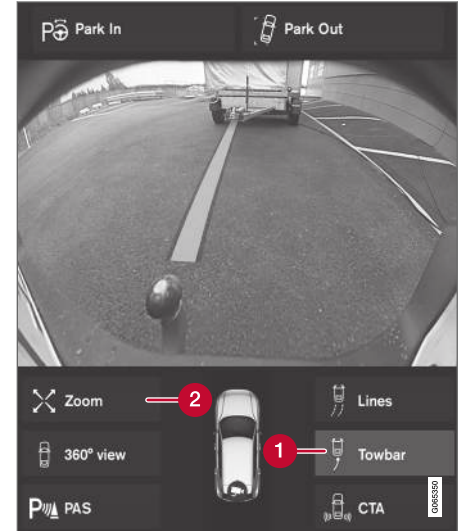 Park In
Park Out
Zoom
2
Lines
360° view
1
Towbar
P PAS
CTA
G065350